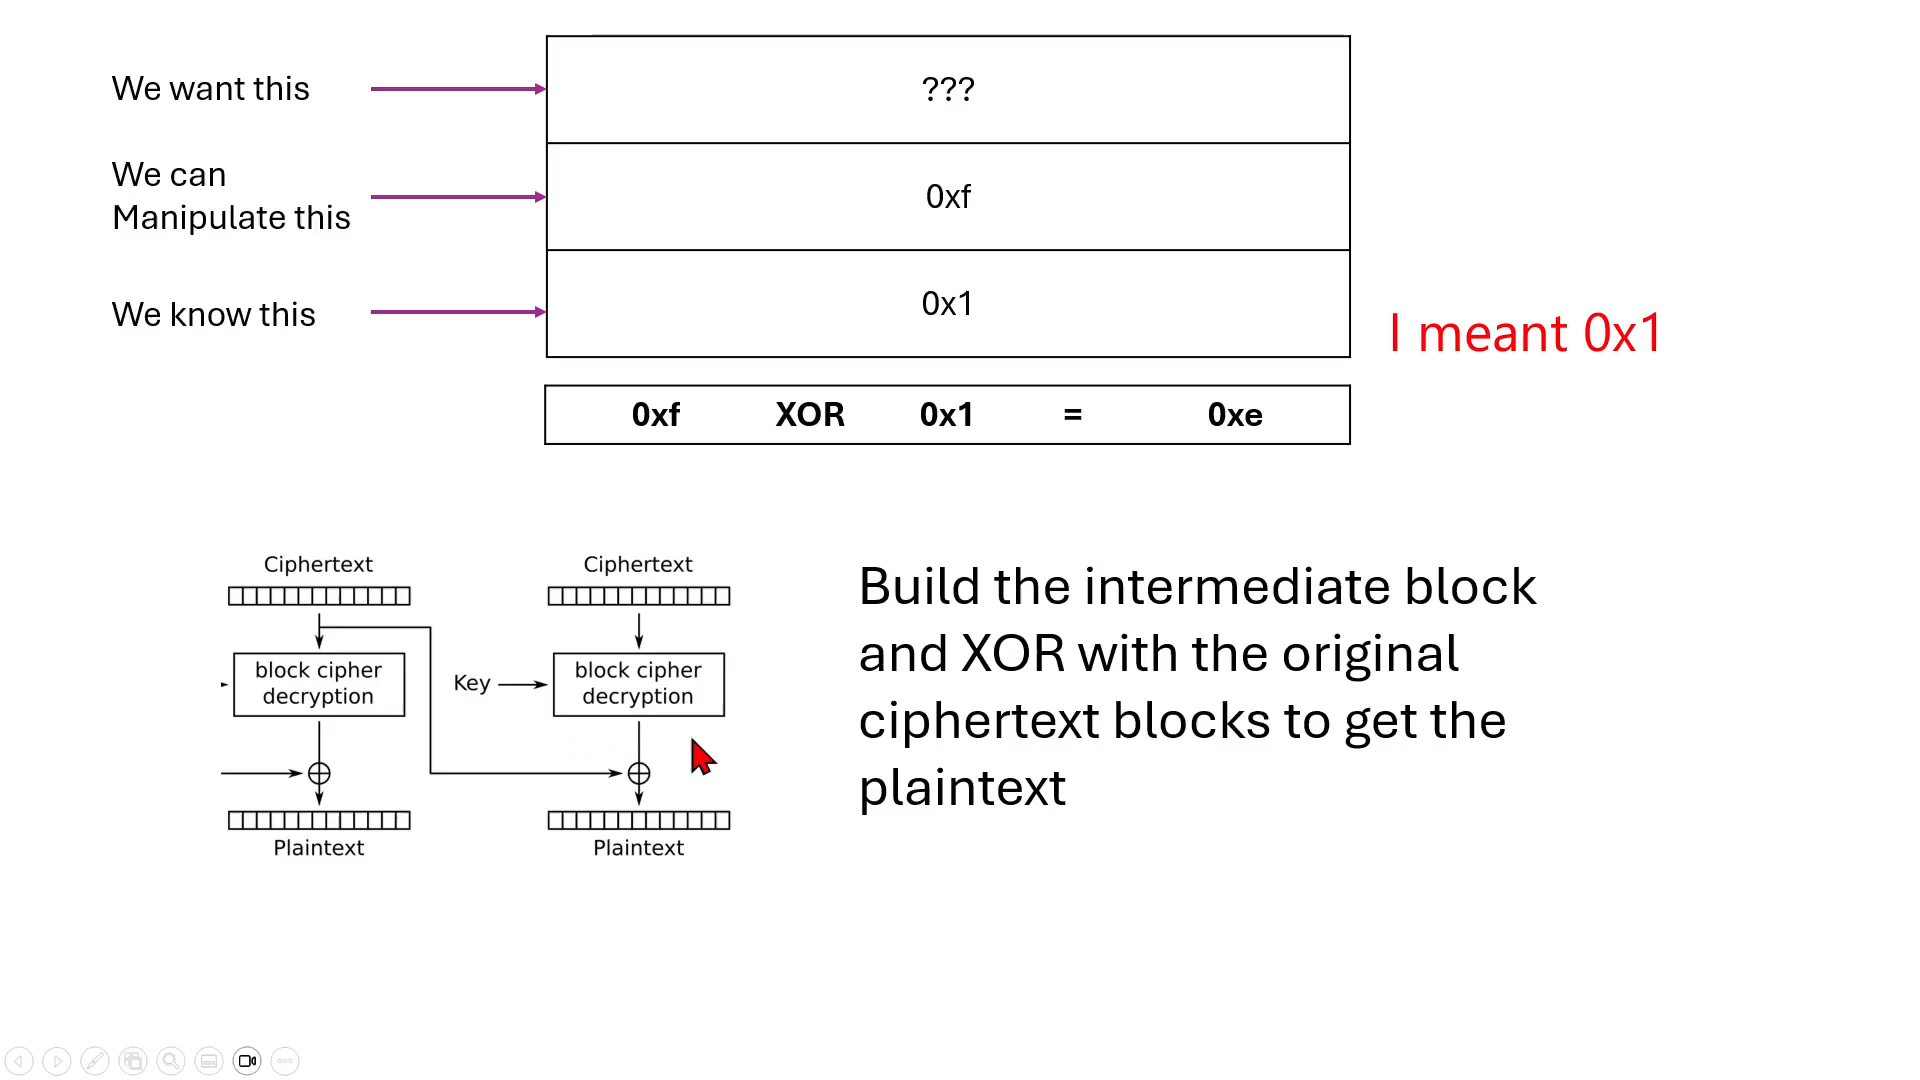 We want this
???
We can
Manipulate this
0xf
We know this
0x1
I meant 0x1
0xf XOR 0x1 = 0xe
Ciphertext
Ciphertext
block cipher
decryption
Key
block cipher
decryption
Plaintext
Plaintext
Build the intermediate block
and XOR with the original
ciphertext blocks to get the
plaintext